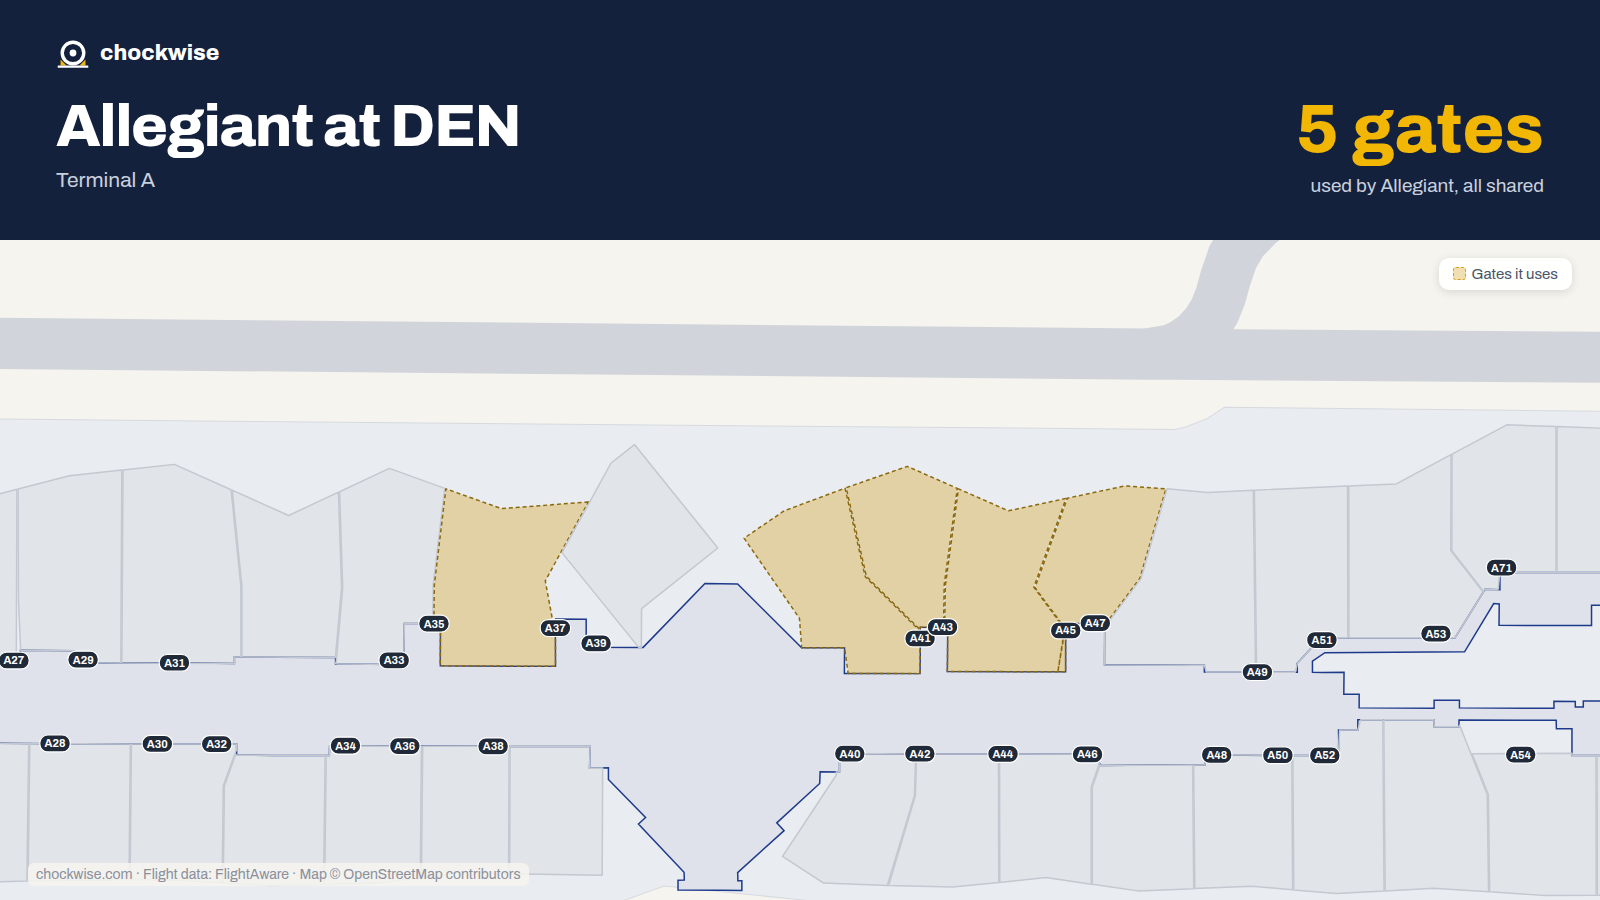 chockwise
Allegiant at DEN
Terminal A
5 gates
used by Allegiant, all shared
Gates it uses
A71
A35
A37
A39
A41
A43
A45
A47
A51
A53
A27
A29
A31
A33
A49
A28
A30
A32
A34
A36
A38
A40
A42
A44
A46
A48
A50
A52
A54
chockwise.com · Flight data: FlightAware · Map © OpenStreetMap contributors